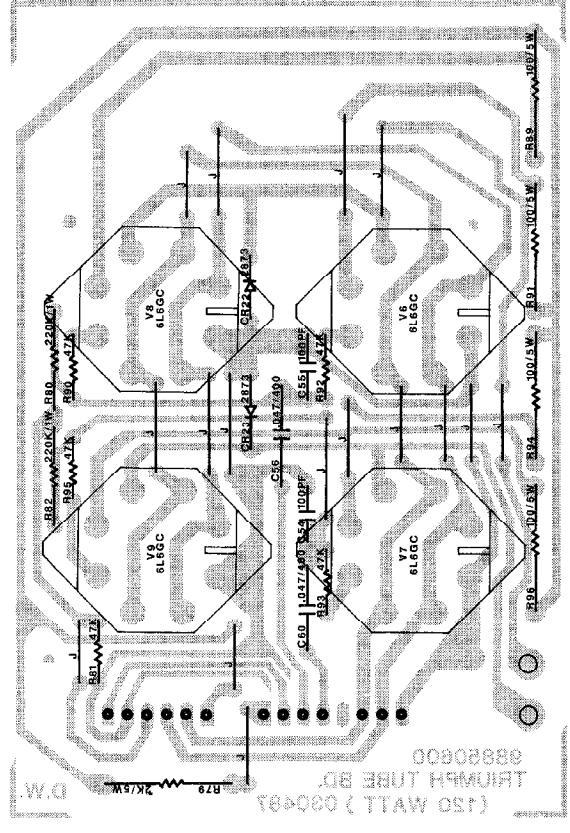 100/5W
R89
J
J
J
J
100/5W
R91
V8
6L6GC
2873
CR22
V6
6L6GC
220K/1W
R80
47K
R90
100PF
C55
47K
R92
100/5W
R94
2873
CR23
.047/400
C56
J
J
J
J
J
J
J
J
220K/1W
R82
47K
R95
J
100PF
C54
V9
6L6GC
V7
6L6GC
.047/400
C60
47K
R93
100/5W
R96
47K
R81
J
J
J
2K/5W
R79
98850600
TRIUMPH TUBE BD.
(120 WATT) 030487
D.W.